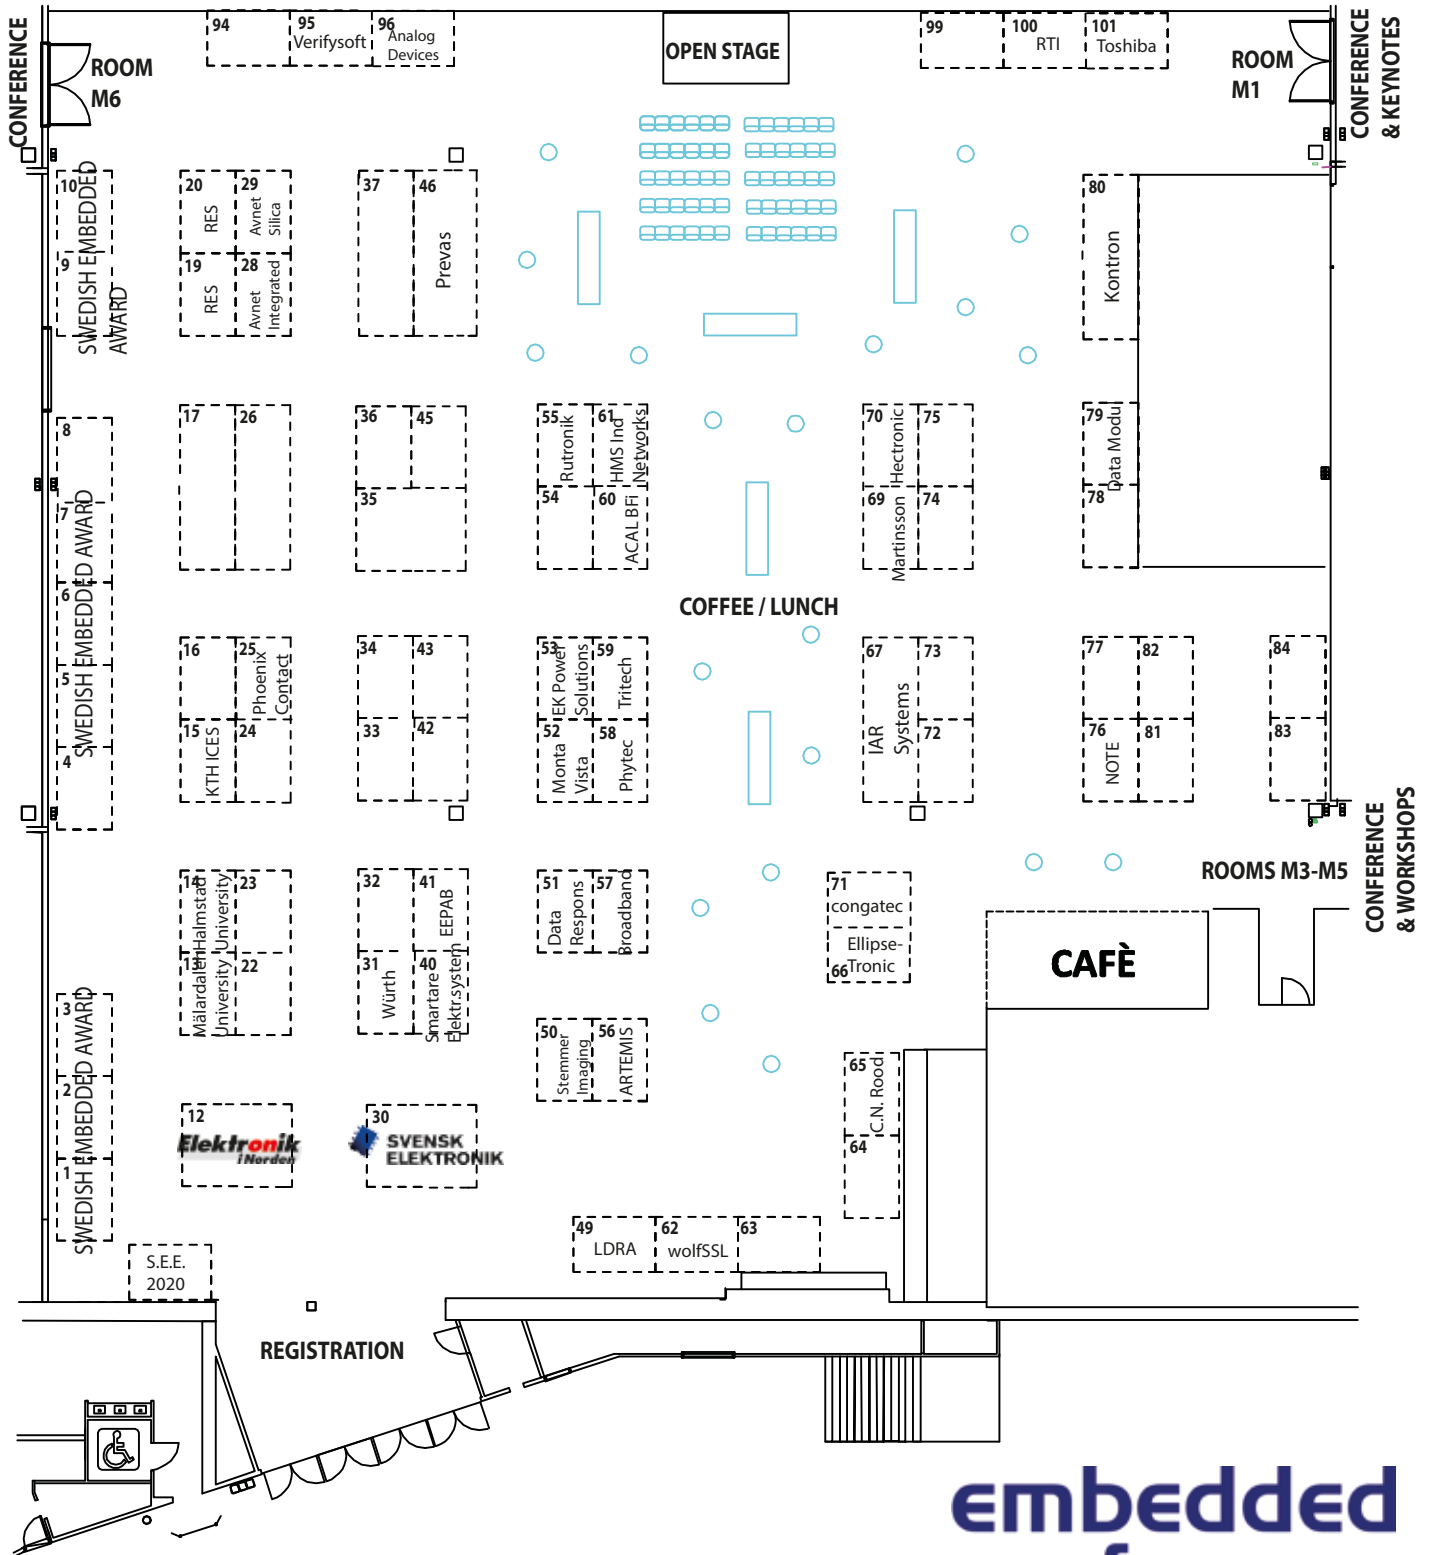 CONFERENCE
ROOM
M6
94
95
Verifysoft
96
Analog
Devices
OPEN STAGE
99
100
RTI
101
Toshiba
ROOM
M1
CONFERENCE
& KEYNOTES
10
9
SWEDISH EMBEDDED
AWARD
20
RES
29
Avnet
Silica
19
RES
28
Avnet
Integrated
37
46
Prevas
80
Kontron
8
7
6
5
4
SWEDISH EMBEDDED AWARD
17
26
36
45
35
55
Rutronik
61
HMS Ind
Networks
54
60
ACAL BFi
70
Hectronic
75
69
Martinsson
74
79
Data Modul
78
COFFEE / LUNCH
16
25
Phoenix
Contact
15
KTH ICES
24
34
43
33
42
53
EK Power
Solutions
59
Tritech
52
Monta
Vista
58
Phytec
67
IAR
Systems
73
72
77
82
76
NOTE
81
84
83
CONFERENCE
& WORKSHOPS
ROOMS M3-M5
14
Halmstad
University
23
13
Mälardalen
University
22
32
41
EEPAB
31
Würth
40
Smartare
Elektr.system
51
Data
Respons
57
Broadband
71
congatec
Ellipse-
66
Tronic
CAFÈ
3
2
1
SWEDISH EMBEDDED AWARD
50
Stemmer
Imaging
56
ARTEMIS
65
C.N. Rood
64
12
Elektronik
i Norden
30
SVENSK
ELEKTRONIK
49
LDRA
62
wolfSSL
63
S.E.E.
2020
REGISTRATION
embedded